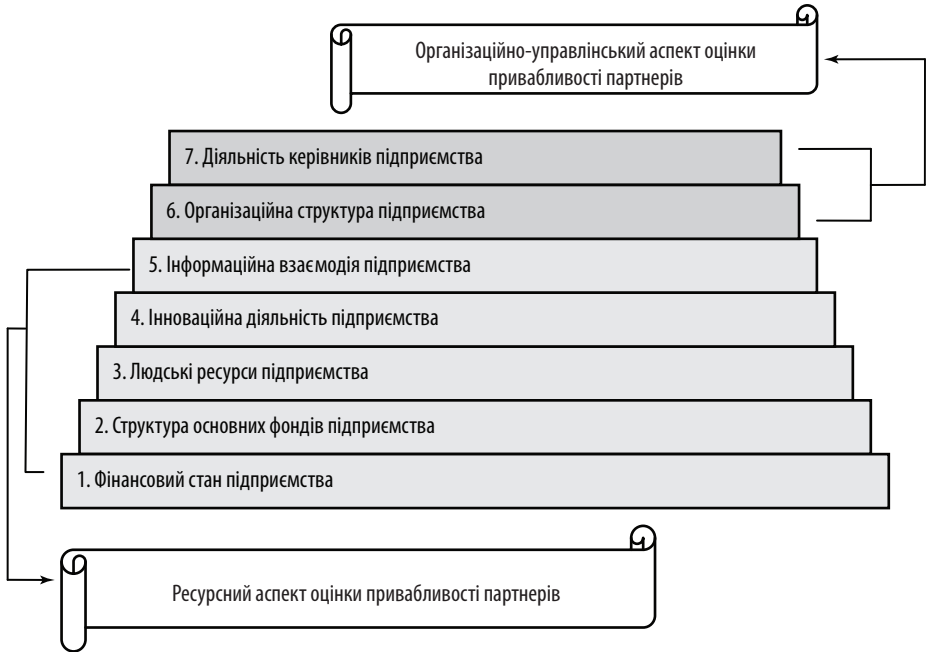 Організаційно-управлінський аспект оцінки
привабливості партнерів
7. Діяльність керівників підприємства
6. Організаційна структура підприємства
5. Інформаційна взаємодія підприємства
4. Інноваційна діяльність підприємства
3. Людські ресурси підприємства
2. Структура основних фондів підприємства
1. Фінансовий стан підприємства
Ресурсний аспект оцінки привабливості партнерів